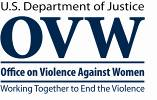 U.S. Department of Justice
OVW
Office on Violence Against Women
Working Together to End the Violence